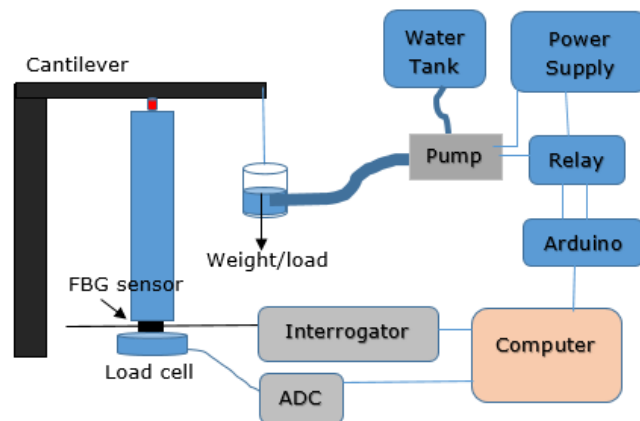 Water
Tank
Power
Supply
Cantilever
Pump
Relay
Weight/load
Arduino
FBG sensor
Interrogator
Computer
Load cell
ADC